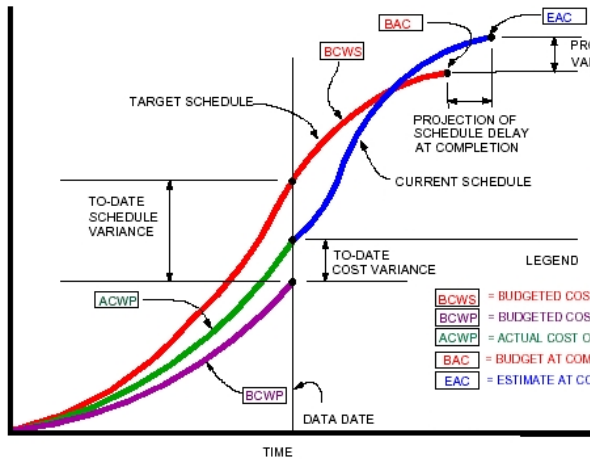 EAC
BAC
PRO
VAR
BCWS
TARGET SCHEDULE
PROJECTION OF
SCHEDULE DELAY
AT COMPLETION
CURRENT SCHEDULE
TO-DATE
SCHEDULE
VARIANCE
TO-DATE
COST VARIANCE
LEGEND
ACWP
BCWS = BUDGETED COS
BCWP = BUDGETED COS
ACWP = ACTUAL COST O
BAC = BUDGET AT COM
EAC = ESTIMATE AT CO
BCWP
DATA DATE
TIME